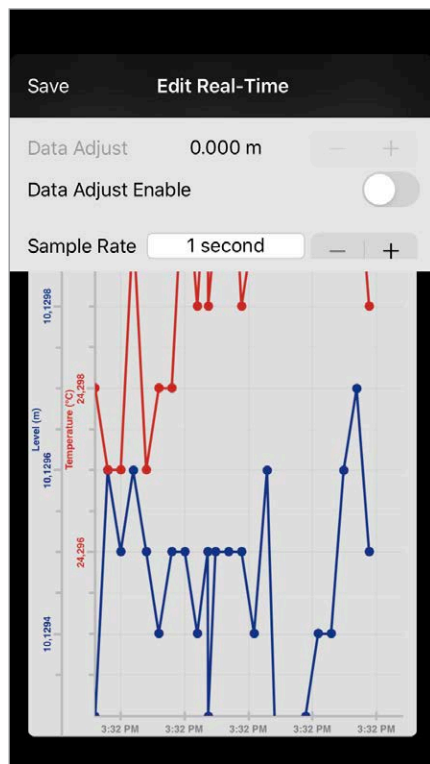 Save Edit Real-Time
Data Adjust 0.000 m − +
Data Adjust Enable
Sample Rate 1 second − +
10,1298
24,298
Level (m)
Temperature (°C)
10,1296
24,296
10,1294
3:32 PM 3:32 PM 3:32 PM 3:32 PM 3:32 PM